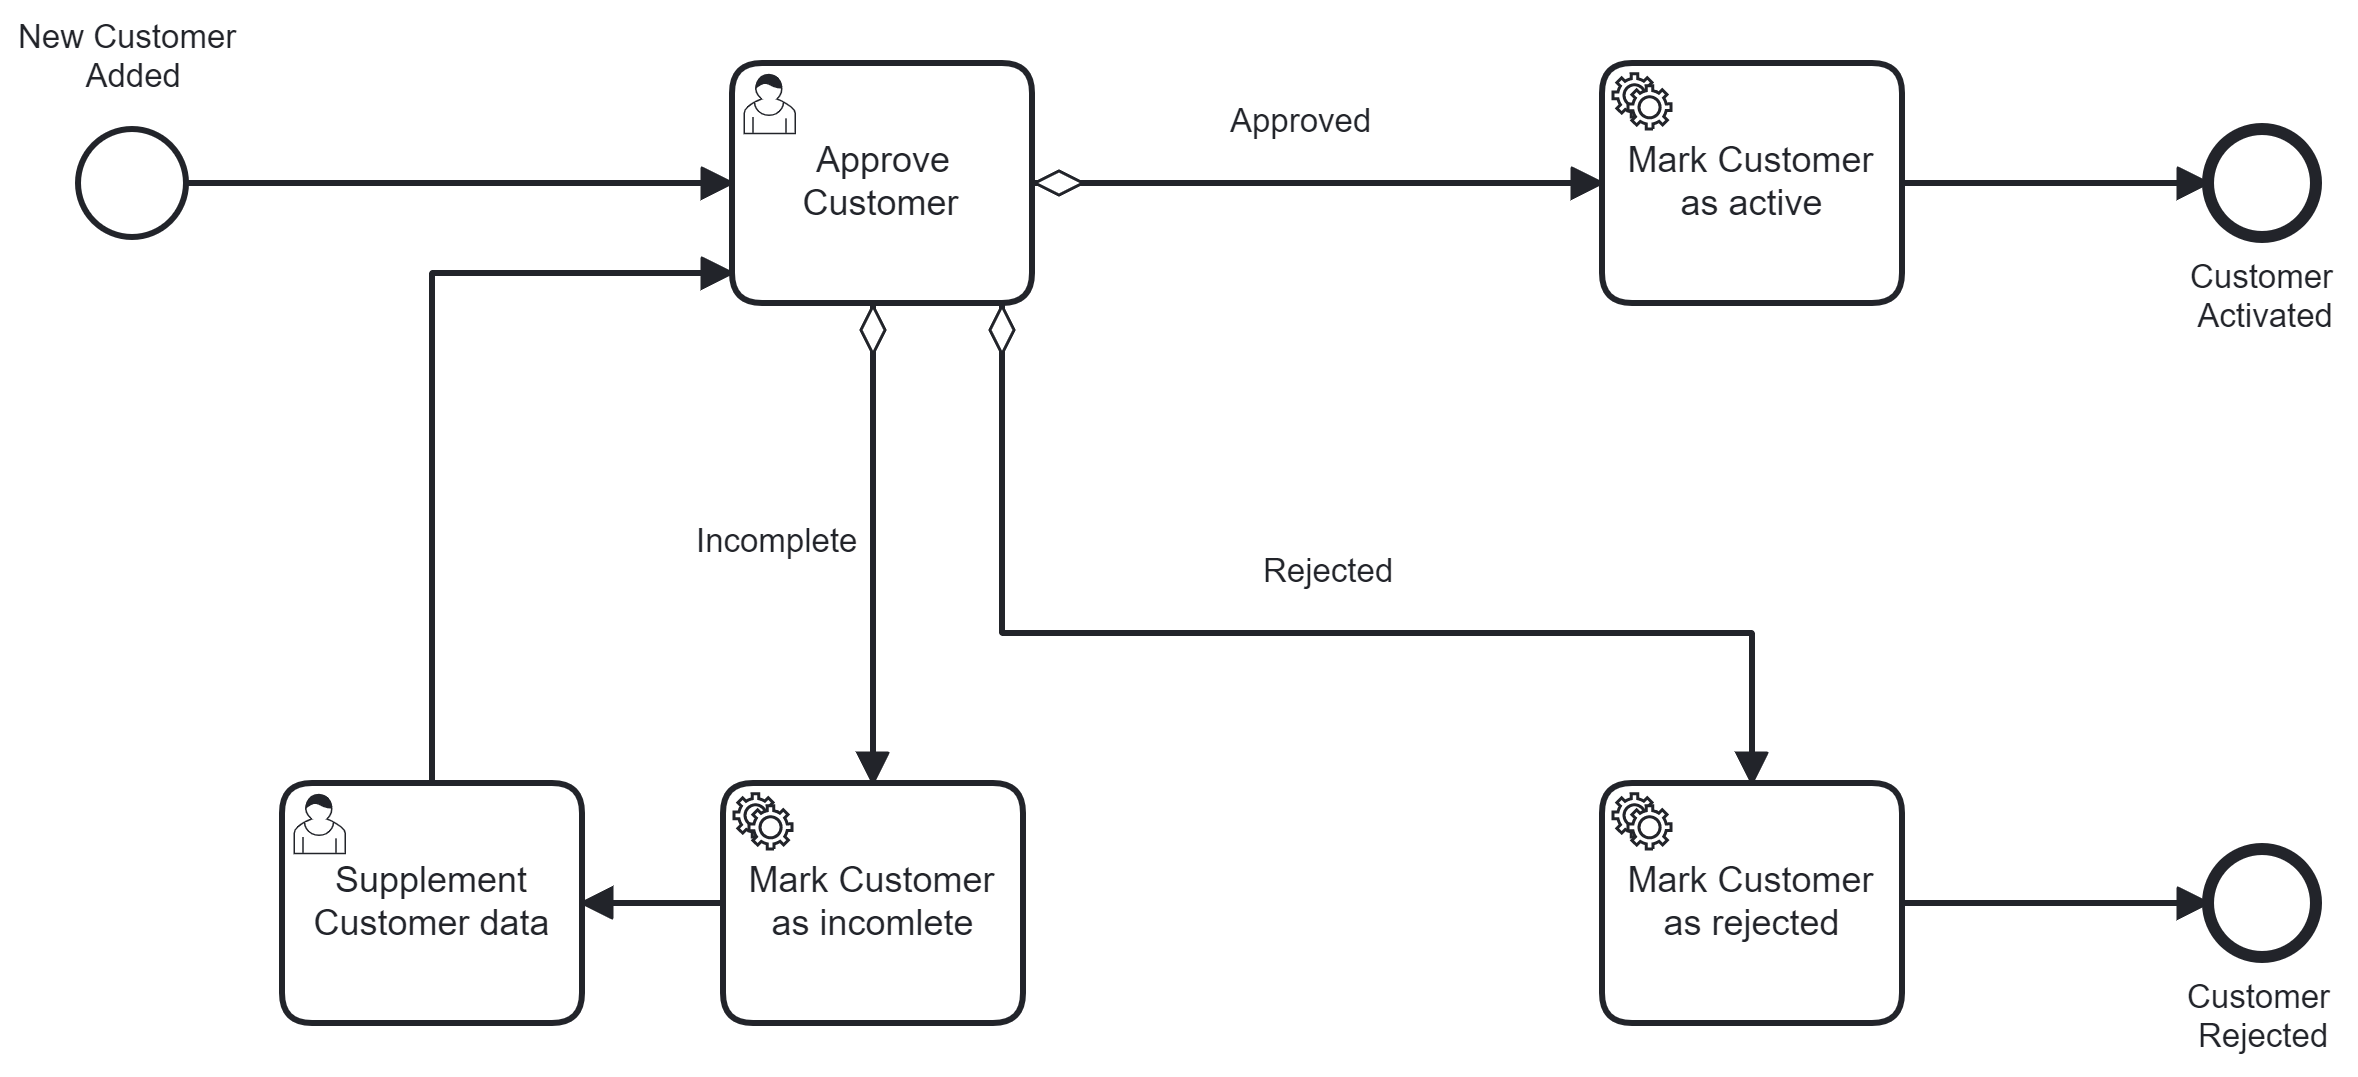 New Customer
Added
Approve
Customer
Approved
Mark Customer
as active
Customer
Activated
Incomplete
Rejected
Supplement
Customer data
Mark Customer
as incomlete
Mark Customer
as rejected
Customer
Rejected